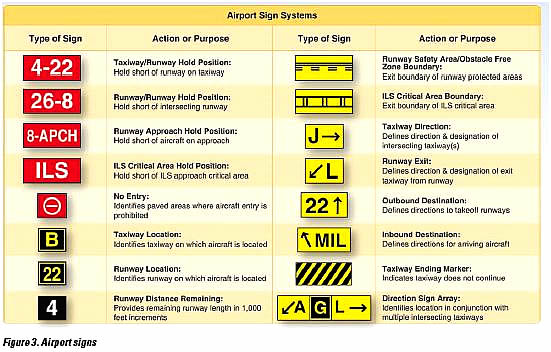 Airport Sign Systems
Type of Sign
Action or Purpose
Type of Sign
Action or Purpose
4-22
Taxiway/Runway Hold Position:
Hold short of runway on taxiway
Runway Safety Area/Obstacle Free
Zone Boundary:
Exit boundary of runway protected areas
26-8
Runway/Runway Hold Position:
Hold short of intersecting runway
ILS Critical Area Boundary:
Exit boundary of ILS critical area
8-APCH
Runway Approach Hold Position:
Hold short of aircraft on approach
J→
Taxiway Direction:
Defines direction & designation of
intersecting taxiway(s)
ILS
ILS Critical Area Hold Position:
Hold short of ILS approach critical area
↙L
Runway Exit:
Defines direction & designation of exit
taxiway from runway
No Entry:
Identifies paved areas where aircraft entry is
prohibited
22↑
Outbound Destination:
Defines directions to takeoff runways
B
Taxiway Location:
Identifies taxiway on which aircraft is located
↖MIL
Inbound Destination:
Defines directions for arriving aircraft
22
Runway Location:
Identifies runway on which aircraft is located
Taxiway Ending Marker:
Indicates taxiway does not continue
4
Runway Distance Remaining:
Provides remaining runway length in 1,000
feet increments
↙A G L→
Direction Sign Array:
Identifies location in conjunction with
multiple intersecting taxiways
Figure 3. Airport signs